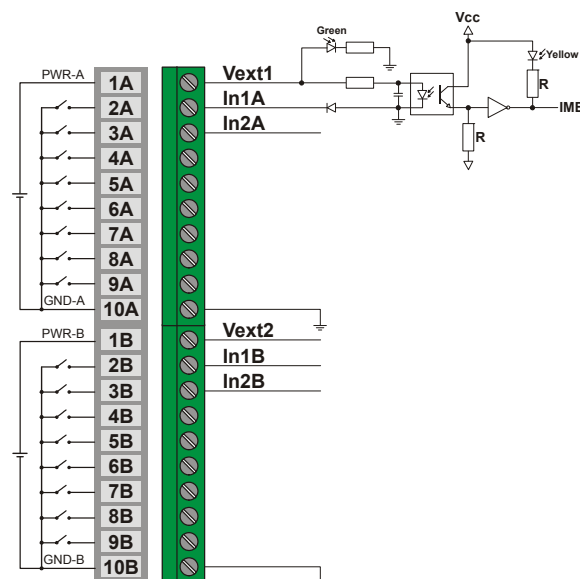 Green
Vcc
Yellow
PWR-A
1A
Vext1
R
2A
In1A
IME
3A
In2A
R
4A
5A
6A
7A
8A
9A
GND-A
10A
PWR-B
1B
Vext2
2B
In1B
3B
In2B
4B
5B
6B
7B
8B
9B
GND-B
10B